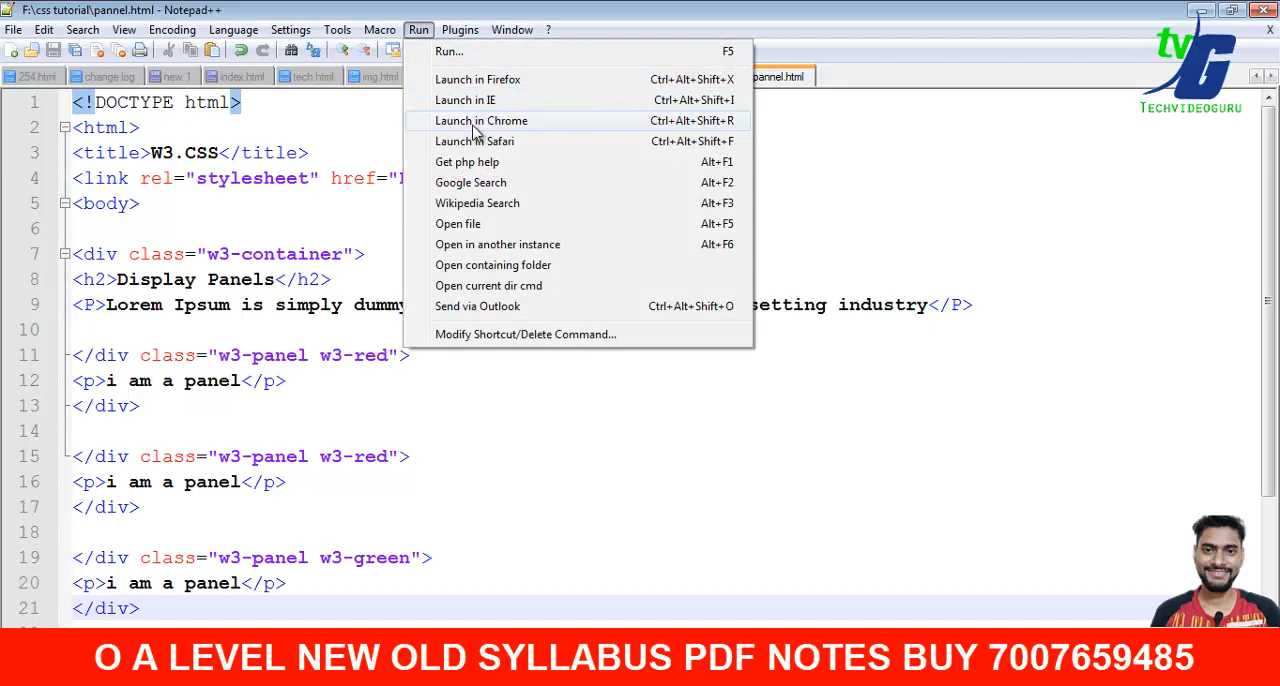 F:\css tutorial\pannel.html - Notepad++
File Edit Search View Encoding Language Settings Tools Macro Run Plugins Window ? X
254.html change log new 1 index.html tech.html img.html pannel.html
Run... F5
Launch in Firefox Ctrl+Alt+Shift+X
Launch in IE Ctrl+Alt+Shift+I
Launch in Chrome Ctrl+Alt+Shift+R
Launch in Safari Ctrl+Alt+Shift+F
Get php help Alt+F1
Google Search Alt+F2
Wikipedia Search Alt+F3
Open file Alt+F5
Open in another instance Alt+F6
Open containing folder
Open current dir cmd
Send via Outlook Ctrl+Alt+Shift+O
Modify Shortcut/Delete Command...
tv G
TECHVIDEOGURU
1 <!DOCTYPE html>
2 <html>
3 <title>W3.CSS</title>
4 <link rel="stylesheet" href="
5 <body>
6
7 <div class="w3-container">
8 <h2>Display Panels</h2>
9 <P>Lorem Ipsum is simply dummy setting industry</P>
10
11 </div class="w3-panel w3-red">
12 <p>i am a panel</p>
13 </div>
14
15 </div class="w3-panel w3-red">
16 <p>i am a panel</p>
17 </div>
18
19 </div class="w3-panel w3-green">
20 <p>i am a panel</p>
21 </div>
O A LEVEL NEW OLD SYLLABUS PDF NOTES BUY 7007659485